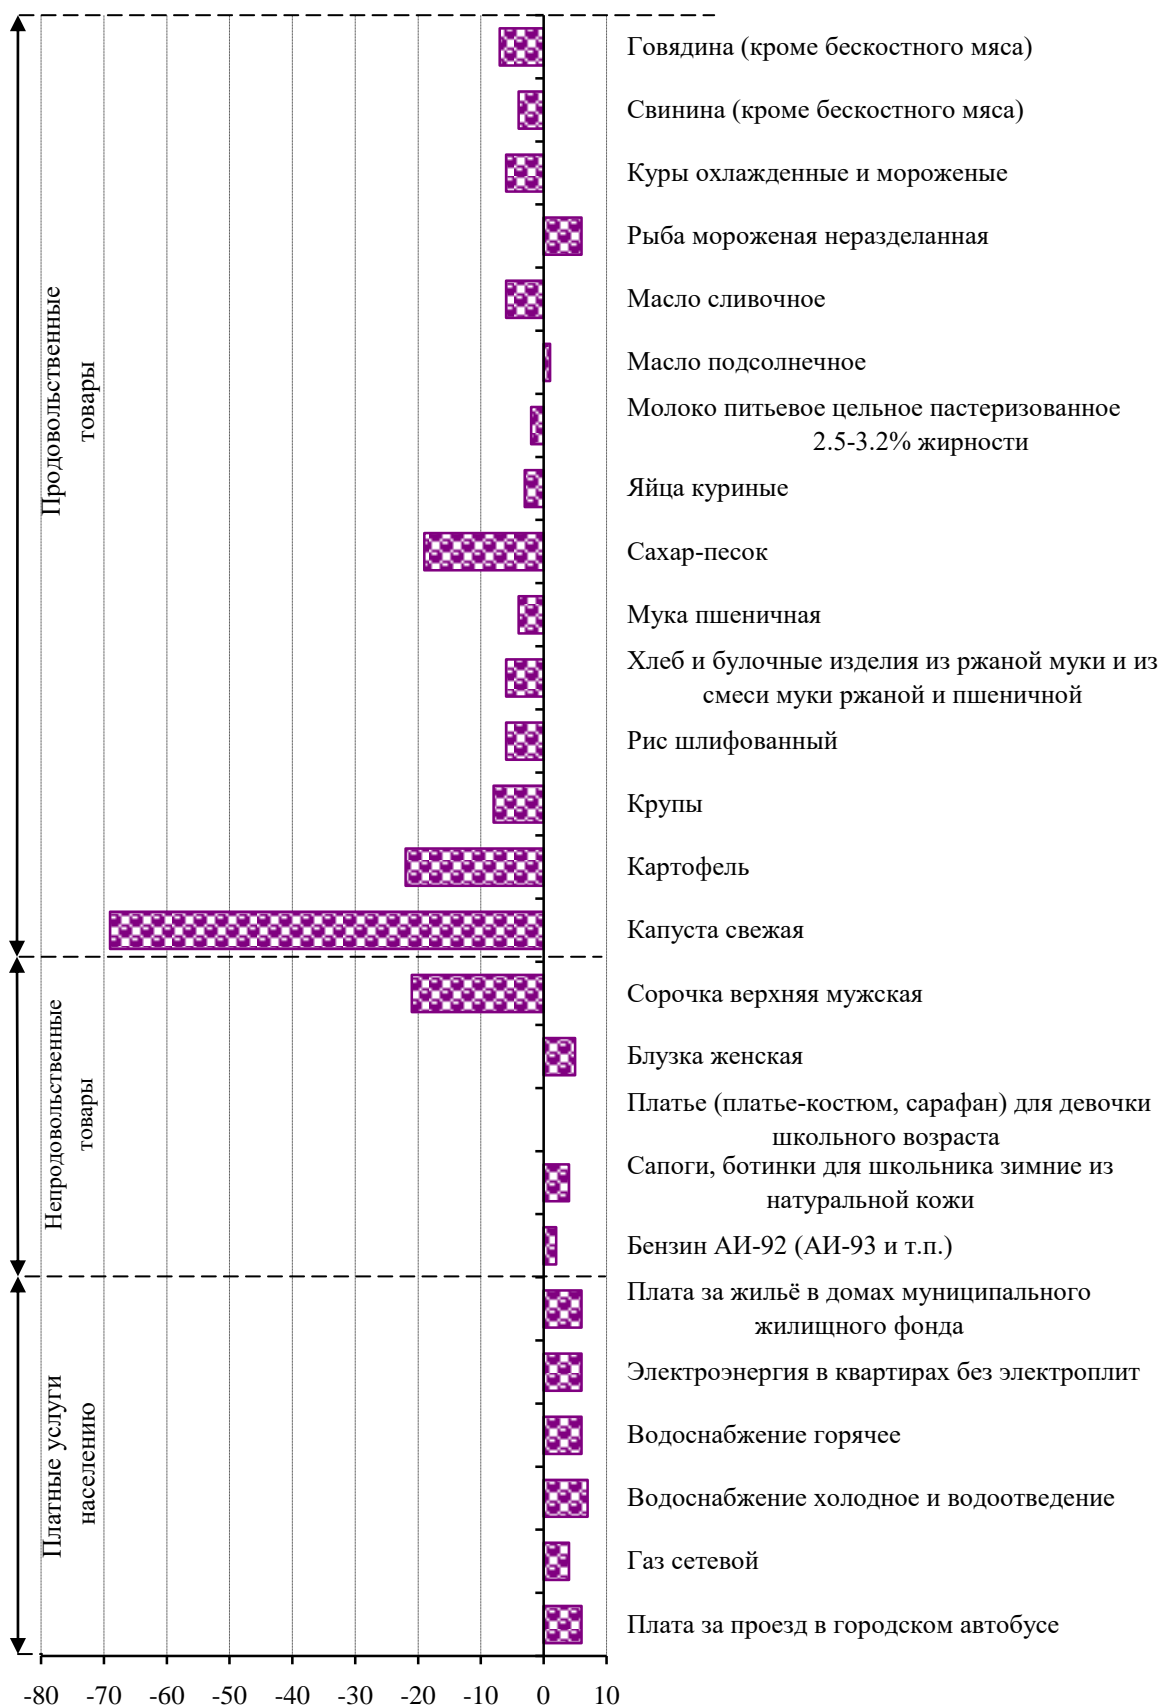 Говядина (кроме бескостного мяса)
Свинина (кроме бескостного мяса)
Куры охлажденные и мороженые
Рыба мороженая неразделанная
Масло сливочное
Масло подсолнечное
Молоко питьевое цельное пастеризованное
2.5-3.2% жирности
Яйца куриные
Сахар-песок
Мука пшеничная
Хлеб и булочные изделия из ржаной муки и из
смеси муки ржаной и пшеничной
Рис шлифованный
Крупы
Картофель
Капуста свежая
Продовольственные
товары
Сорочка верхняя мужская
Блузка женская
Платье (платье-костюм, сарафан) для девочки
школьного возраста
Сапоги, ботинки для школьника зимние из
натуральной кожи
Бензин АИ-92 (АИ-93 и т.п.)
Непродовольственные
товары
Плата за жильё в домах муниципального
жилищного фонда
Электроэнергия в квартирах без электроплит
Водоснабжение горячее
Водоснабжение холодное и водоотведение
Газ сетевой
Плата за проезд в городском автобусе
Платные услуги
населению
-80 -70 -60 -50 -40 -30 -20 -10 0 10